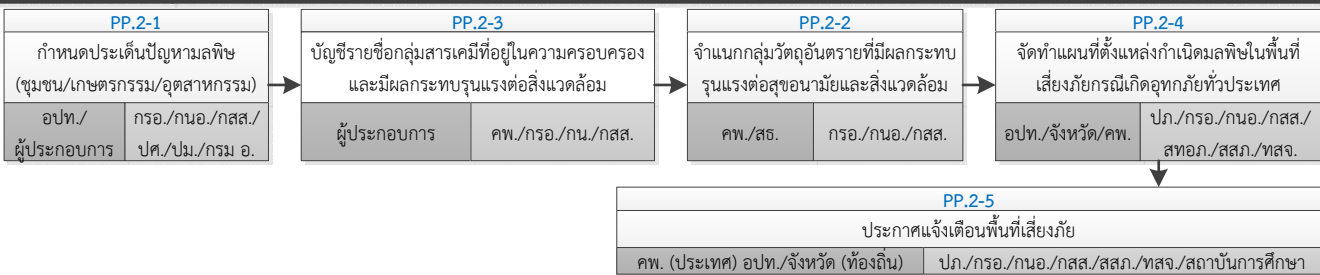 PP.2-1
กำหนดประเด็นปัญหามลพิษ
(ชุมชน/เกษตรกรรม/อุตสาหกรรม)
อปท./
ผู้ประกอบการ
กรอ./กนอ./กสส./
ปศ./ปม./กรม อ.
PP.2-3
บัญชีรายชื่อกลุ่มสารเคมีที่อยู่ในความครอบครอง
และมีผลกระทบรุนแรงต่อสิ่งแวดล้อม
ผู้ประกอบการ
คพ./กรอ./กน./กสส.
PP.2-2
จำแนกกลุ่มวัตถุอันตรายที่มีผลกระทบ
รุนแรงต่อสุขอนามัยและสิ่งแวดล้อม
คพ./สธ.
กรอ./กนอ./กสส.
PP.2-4
จัดทำแผนที่ตั้งแหล่งกำเนิดมลพิษในพื้นที่
เสี่ยงภัยกรณีเกิดอุทกภัยทั่วประเทศ
อปท./จังหวัด/คพ.
ปภ./กรอ./กนอ./กสส./
สทอภ./สสภ./ทสจ.
PP.2-5
ประกาศแจ้งเตือนพื้นที่เสี่ยงภัย
คพ. (ประเทศ) อปท./จังหวัด (ท้องถิ่น)
ปภ./กรอ./กนอ./กสส./สสภ./ทสจ./สถาบันการศึกษา